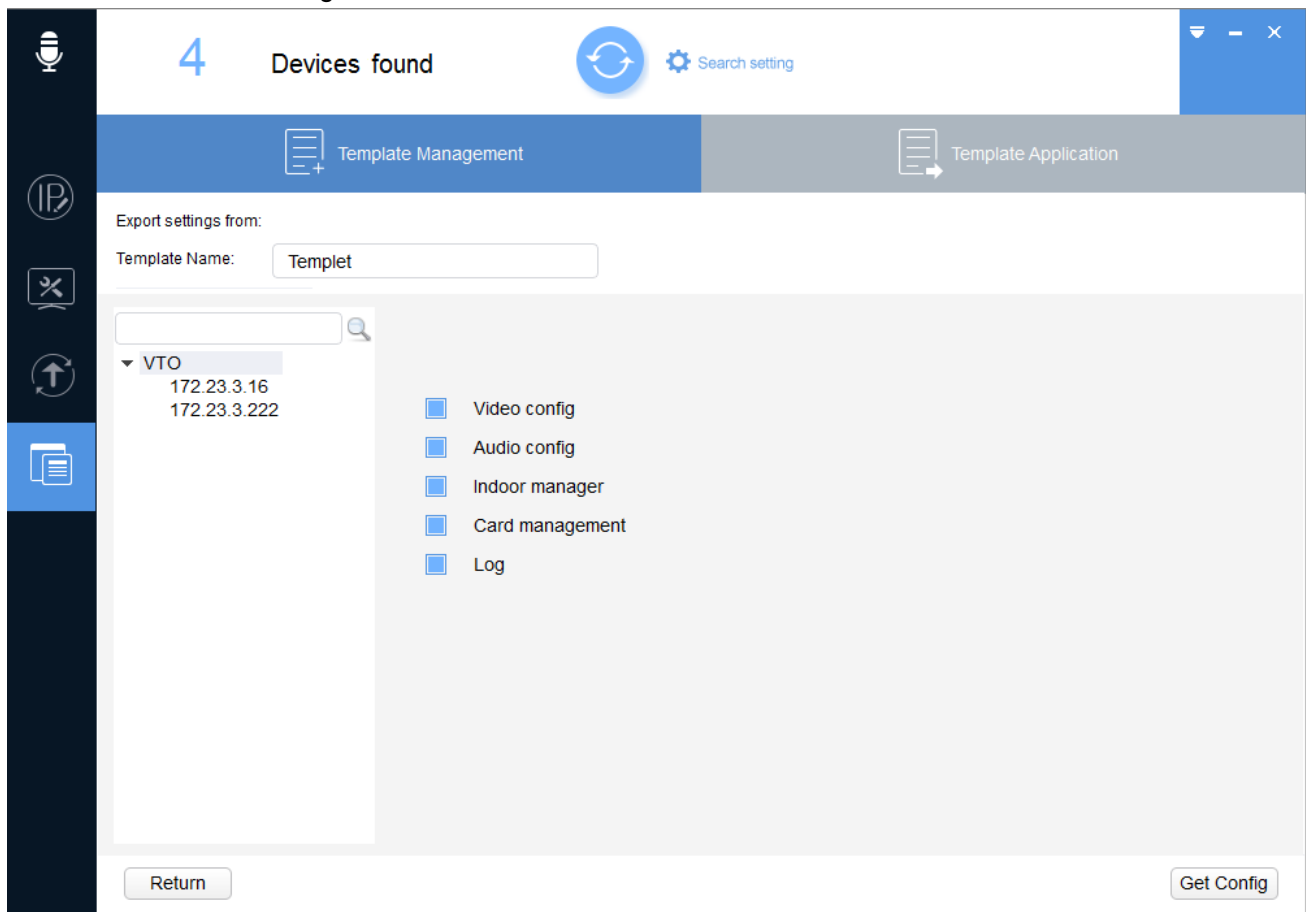 4 Devices found Search setting
Template Management Template Application
IP
Export settings from:
Template Name: Templet
VTO
172.23.3.16
172.23.3.222
Video config
Audio config
Indoor manager
Card management
Log
Return Get Config